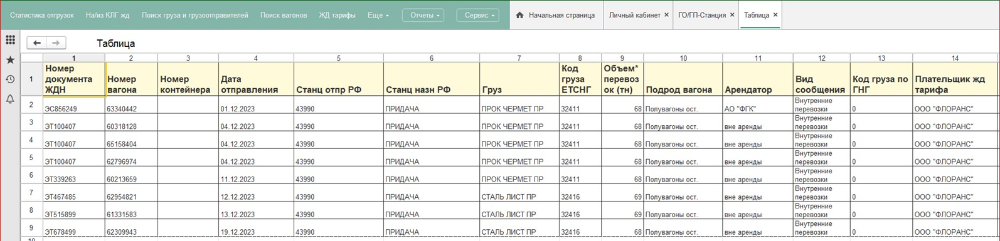 Статистика отгрузок На/из КЛГ жд Поиск груза и грузоотправителей Поиск вагонов ЖД тарифы Еще Отчеты Сервис Начальная страница Личный кабинет × ГО/ГП-Станция × Таблица ×
Таблица
1 2 3 4 5 6 7 8 9 10 11 12 13 14
1 Номер документа ЖДН Номер вагона Номер контейнера Дата отправления Станц отпр РФ Станц назн РФ Груз Код груза ЕТСНГ Объем* перевоз ок (тн) Подрод вагона Арендатор Вид сообщения Код груза по ГНГ Плательщик жд тарифа
2 ЭС856249 63340442 01.12.2023 43990 ПРИДАЧА ПРОК ЧЕРМЕТ ПР 32411 68 Полувагоны ост. АО "ФГК" Внутренние перевозки 0 ООО "ФЛОРАНС"
3 ЭТ100407 60318128 04.12.2023 43990 ПРИДАЧА ПРОК ЧЕРМЕТ ПР 32411 68 Полувагоны ост. вне аренды Внутренние перевозки 0 ООО "ФЛОРАНС"
4 ЭТ100407 65158404 04.12.2023 43990 ПРИДАЧА ПРОК ЧЕРМЕТ ПР 32411 68 Полувагоны ост. вне аренды Внутренние перевозки 0 ООО "ФЛОРАНС"
5 ЭТ100407 62796974 04.12.2023 43990 ПРИДАЧА ПРОК ЧЕРМЕТ ПР 32411 68 Полувагоны ост. вне аренды Внутренние перевозки 0 ООО "ФЛОРАНС"
6 ЭТ339263 60213659 11.12.2023 43990 ПРИДАЧА ПРОК ЧЕРМЕТ ПР 32411 68 Полувагоны ост. вне аренды Внутренние перевозки 0 ООО "ФЛОРАНС"
7 ЭТ467485 62954821 12.12.2023 43990 ПРИДАЧА СТАЛЬ ЛИСТ ПР 32416 69 Полувагоны ост. вне аренды Внутренние перевозки 0 ООО "ФЛОРАНС"
8 ЭТ515899 61331583 13.12.2023 43990 ПРИДАЧА СТАЛЬ ЛИСТ ПР 32416 69 Полувагоны ост. вне аренды Внутренние перевозки 0 ООО "ФЛОРАНС"
9 ЭТ678499 62309943 19.12.2023 43990 ПРИДАЧА СТАЛЬ ЛИСТ ПР 32416 68 Полувагоны ост. вне аренды Внутренние перевозки 0 ООО "ФЛОРАНС"